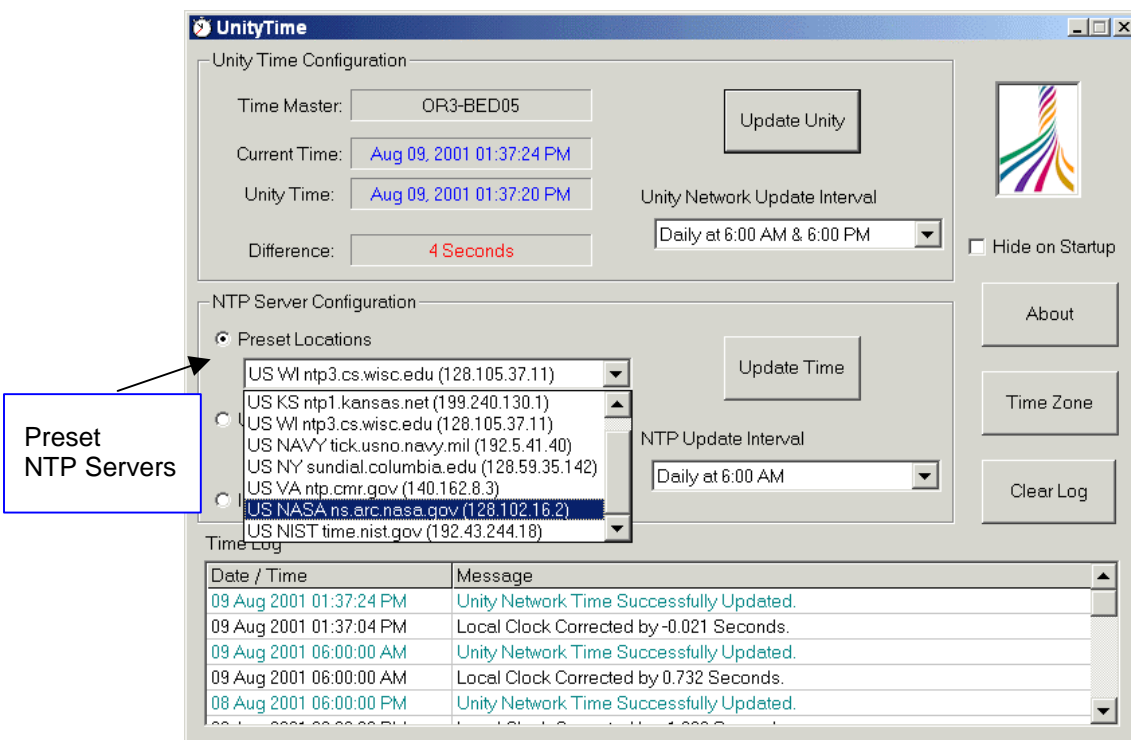 UnityTime
Unity Time Configuration
Time Master: OR3-BED05
Update Unity
Current Time: Aug 09, 2001 01:37:24 PM
Unity Time: Aug 09, 2001 01:37:20 PM
Unity Network Update Interval
Daily at 6:00 AM & 6:00 PM
Difference: 4 Seconds
Hide on Startup
NTP Server Configuration
About
Preset Locations
US WI ntp3.cs.wisc.edu (128.105.37.11)
Update Time
US KS ntp1.kansas.net (199.240.130.1)
US WI ntp3.cs.wisc.edu (128.105.37.11)
US NAVY tick.usno.navy.mil (192.5.41.40)
US NY sundial.columbia.edu (128.59.35.142)
US VA ntp.cmr.gov (140.162.8.3)
US NASA ns.arc.nasa.gov (128.102.16.2)
US NIST time.nist.gov (192.43.244.18)
Time Zone
NTP Update Interval
Daily at 6:00 AM
Clear Log
Preset
NTP Servers
Time Log
Date / Time Message
09 Aug 2001 01:37:24 PM Unity Network Time Successfully Updated.
09 Aug 2001 01:37:04 PM Local Clock Corrected by -0.021 Seconds.
09 Aug 2001 06:00:00 AM Unity Network Time Successfully Updated.
09 Aug 2001 06:00:00 AM Local Clock Corrected by 0.732 Seconds.
08 Aug 2001 06:00:00 PM Unity Network Time Successfully Updated.